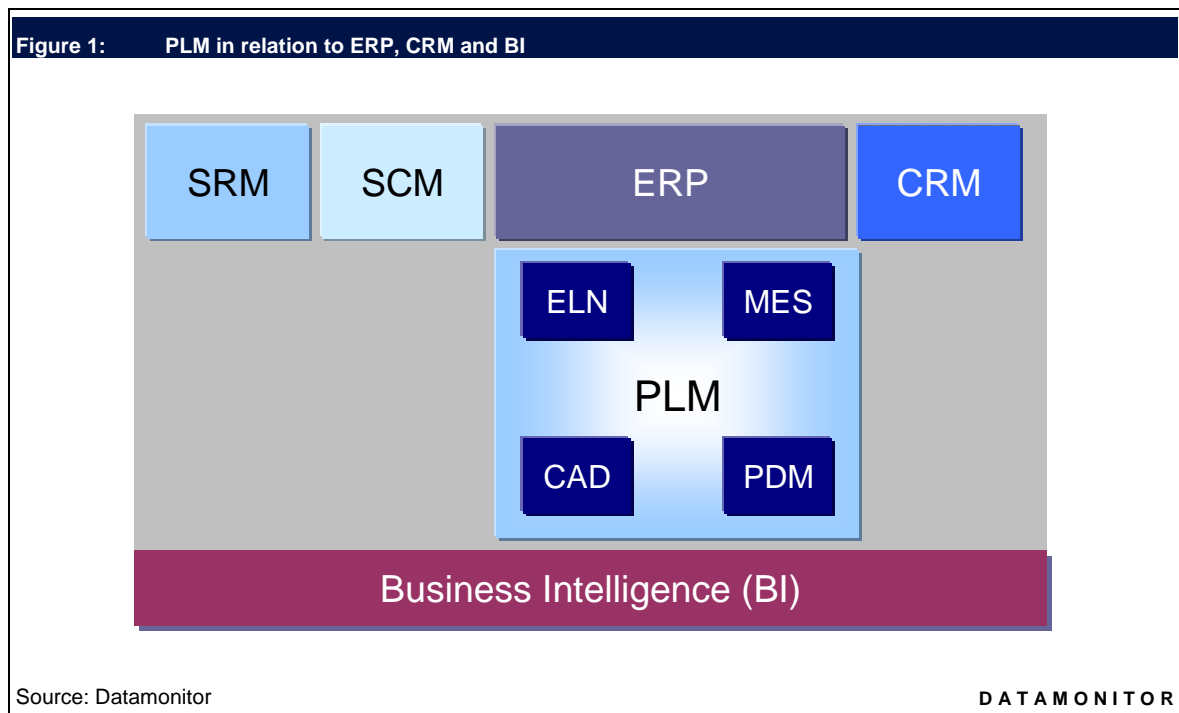 Figure 1: PLM in relation to ERP, CRM and BI
SRM SCM ERP CRM
ELN MES
PLM
CAD PDM
Business Intelligence (BI)
Source: Datamonitor DATAMONITOR